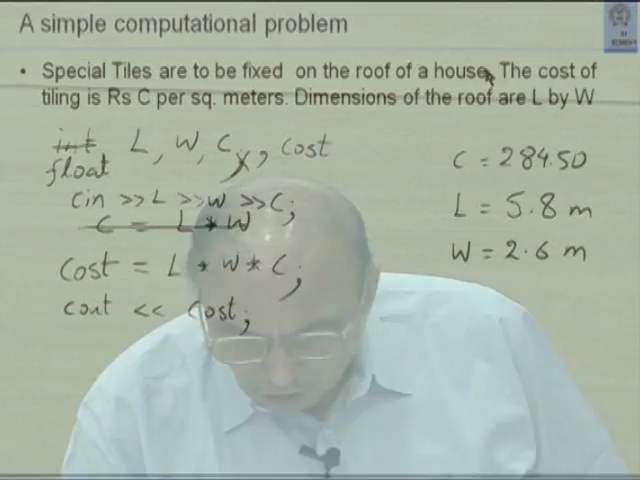 A simple computational problem
• Special Tiles are to be fixed on the roof of a house. The cost of
tiling is Rs C per sq. meters. Dimensions of the roof are L by W
int L, W, C, cost
float
cin >> L >> W >> C;
C = L * W
cost = L * W * C;
cout << cost;
C = 284.50
L = 5.8 m
W = 2.6 m